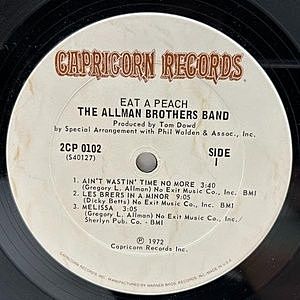 CAPRICORN RECORDS
EAT A PEACH
THE ALLMAN BROTHERS BAND
Produced by Tom Dowd
by Special Arrangement with Phil Walden & Assoc., Inc.
2CP 0102
(S40127)
SIDE
I
1. AIN'T WASTIN' TIME NO MORE 3:40
(Gregory L. Allman) No Exit Music Co., Inc. BMI
2. LES BRERS IN A MINOR 9:05
(Dicky Betts) No Exit Music Co., Inc. - BMI
3. MELISSA 3:05
(Gregory L. Allman) No Exit Music Co., Inc./
Sherlyn Pub. Co. - BMI
℗ 1972
Capricorn Records Inc.